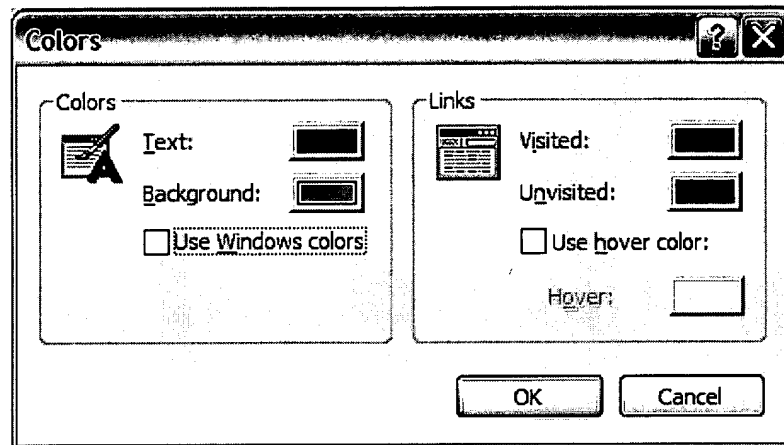 Colors
Colors
Text:
Background:
Use Windows colors
Links
Visited:
Unvisited:
Use hover color:
Hover:
OK
Cancel